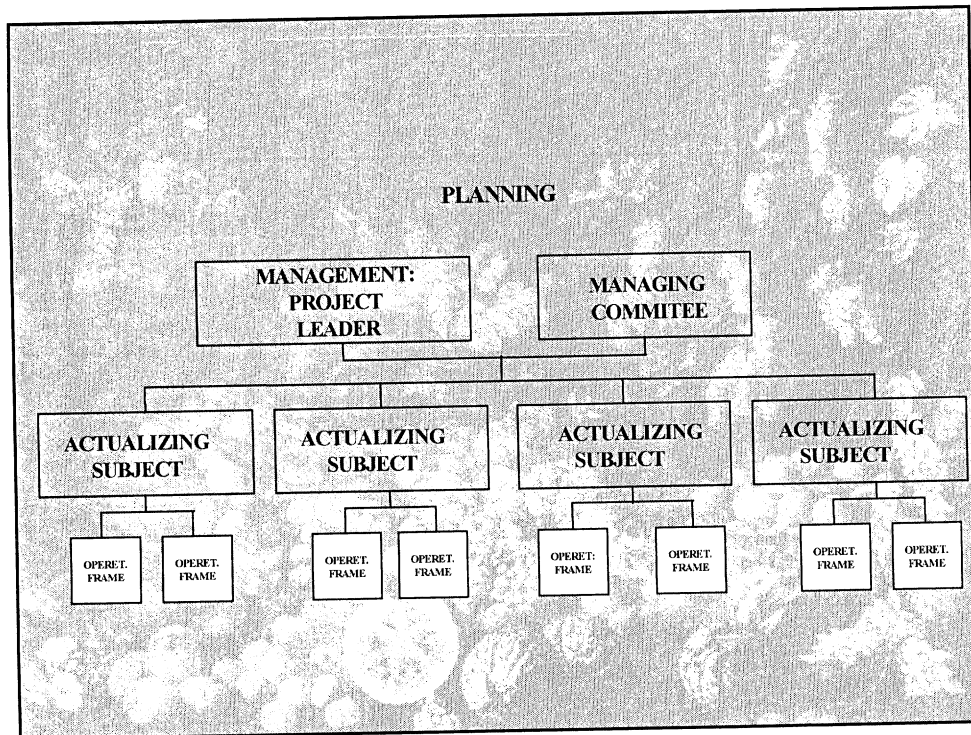 PLANNING
MANAGEMENT:
PROJECT
LEADER
MANAGING
COMMITEE
ACTUALIZING
SUBJECT
ACTUALIZING
SUBJECT
ACTUALIZING
SUBJECT
ACTUALIZING
SUBJECT
OPERET.
FRAME
OPERET.
FRAME
OPERET.
FRAME
OPERET.
FRAME
OPERET:
FRAME
OPERET.
FRAME
OPERET.
FRAME
OPERET.
FRAME